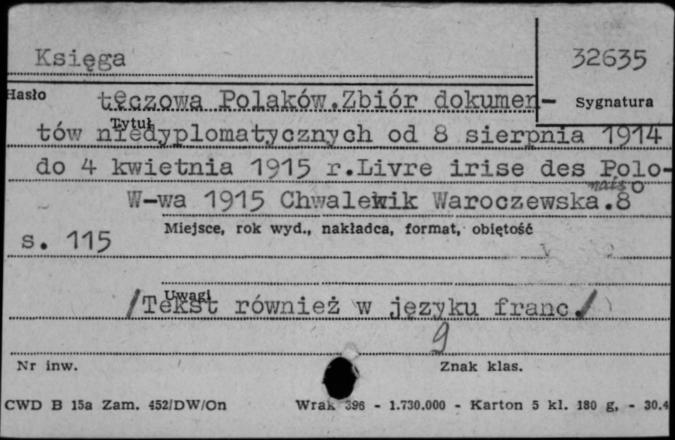 Księga
32635
Hasło
tęczowa Polaków.Zbiór dokumen-
Sygnatura
Tytuł
tów niedyplomatycznych od 8 sierpnia 1914
do 4 kwietnia 1915 r.Livre irise des Polo-
nais
W-wa 1915 Chwalewik Waroczewska.8o
Miejsce, rok wyd., nakładca, format, objętość
s. 115
Uwagi
/Tekst również w języku franc./
9
Nr inw.
Znak klas.
CWD B 15a Zam. 452/DW/On Wrak 396 - 1.730.000 - Karton 5 kl. 180 g. - 30.4